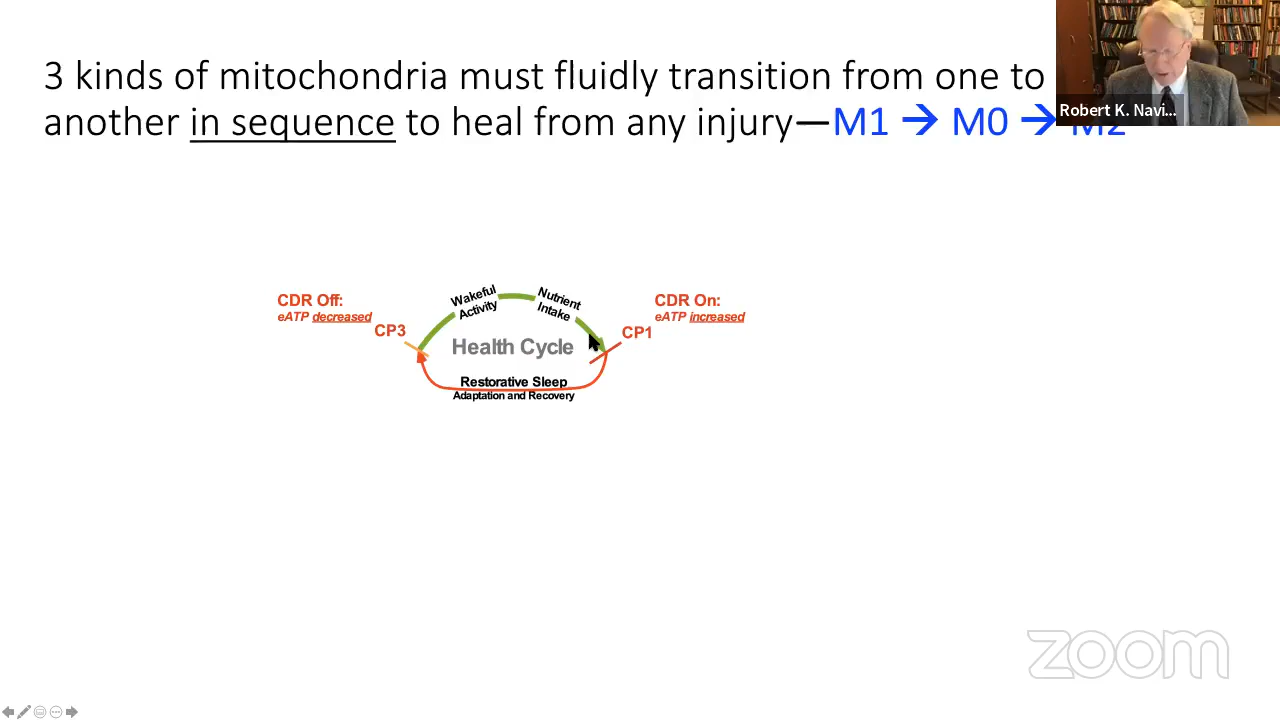 3 kinds of mitochondria must fluidly transition from one to
another in sequence to heal from any injury—M1 → M0 → M2
Robert K. Navi...
CDR Off:
eATP decreased
CP3
Wakeful
Activity
Nutrient
Intake
CDR On:
eATP increased
CP1
Health Cycle
Restorative Sleep
Adaptation and Recovery
zoom